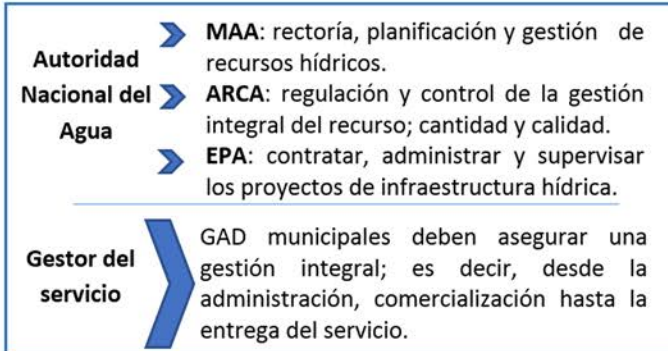 Autoridad
Nacional del
Agua
MAA: rectoría, planificación y gestión de
recursos hídricos.
ARCA: regulación y control de la gestión
integral del recurso; cantidad y calidad.
EPA: contratar, administrar y supervisar
los proyectos de infraestructura hídrica.
Gestor del
servicio
GAD municipales deben asegurar una
gestión integral; es decir, desde la
administración, comercialización hasta la
entrega del servicio.